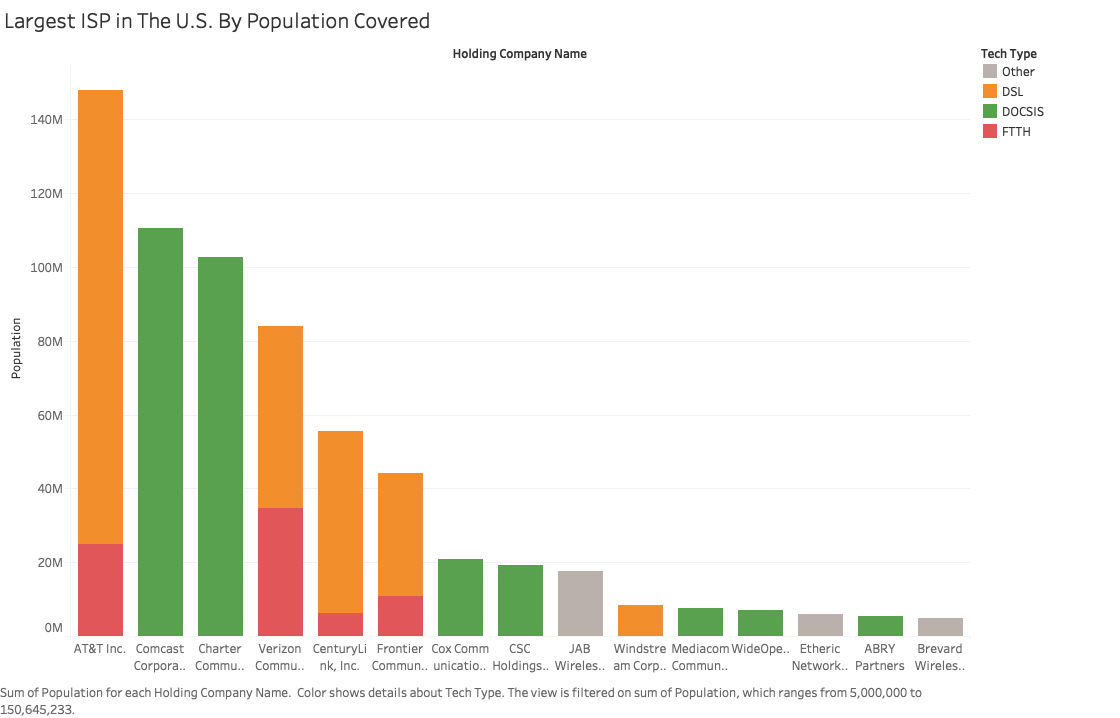 Largest ISP in The U.S. By Population Covered
Holding Company Name
Tech Type
Other
DSL
DOCSIS
FTTH
Population
140M
120M
100M
80M
60M
40M
20M
0M
AT&T Inc.
Comcast
Corpora..
Charter
Commu..
Verizon
Commu..
CenturyLi
nk, Inc.
Frontier
Commun..
Cox Comm
unicatio..
CSC
Holdings..
JAB
Wireles..
Windstre
am Corp..
Mediacom
Commun..
WideOpe..
Etheric
Network..
ABRY
Partners
Brevard
Wireles..
Sum of Population for each Holding Company Name.  Color shows details about Tech Type. The view is filtered on sum of Population, which ranges from 5,000,000 to
150,645,233.